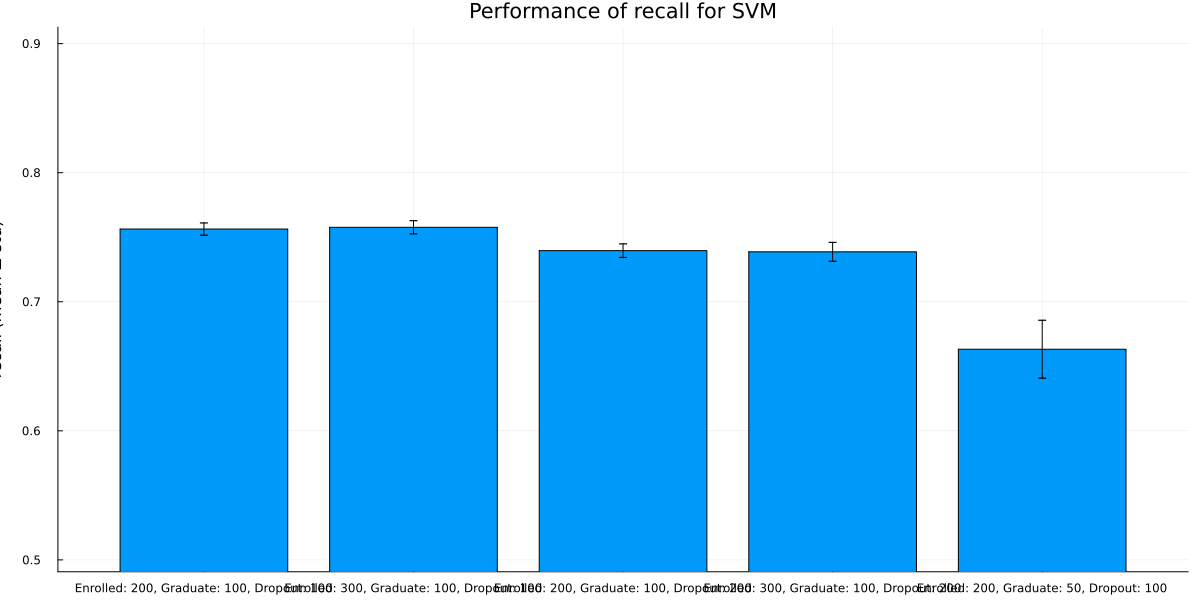 Performance of recall for SVM
0.9
0.8
0.7
0.6
0.5
Enrolled: 200, Graduate: 100, Dropout: 100
Enrolled: 300, Graduate: 100, Dropout: 100
Enrolled: 200, Graduate: 100, Dropout: 200
Enrolled: 300, Graduate: 100, Dropout: 200
Enrolled: 200, Graduate: 50, Dropout: 100